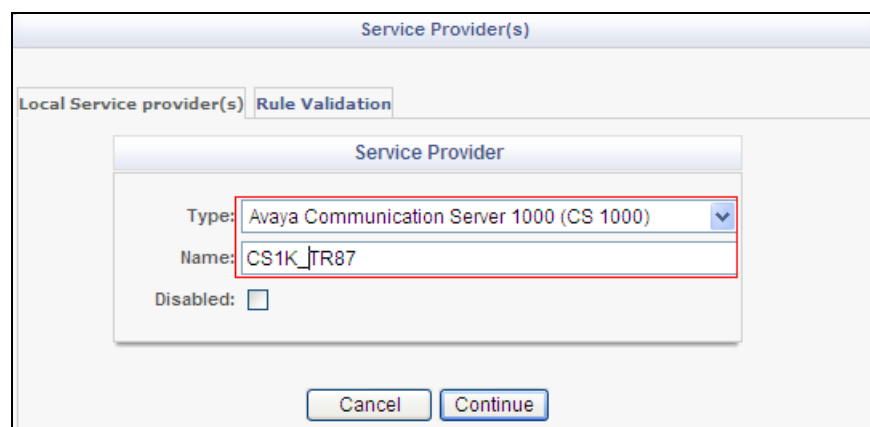 Service Provider(s)
Local Service provider(s) Rule Validation
Service Provider
Type: Avaya Communication Server 1000 (CS 1000)
Name: CS1K_TR87
Disabled:
Cancel Continue